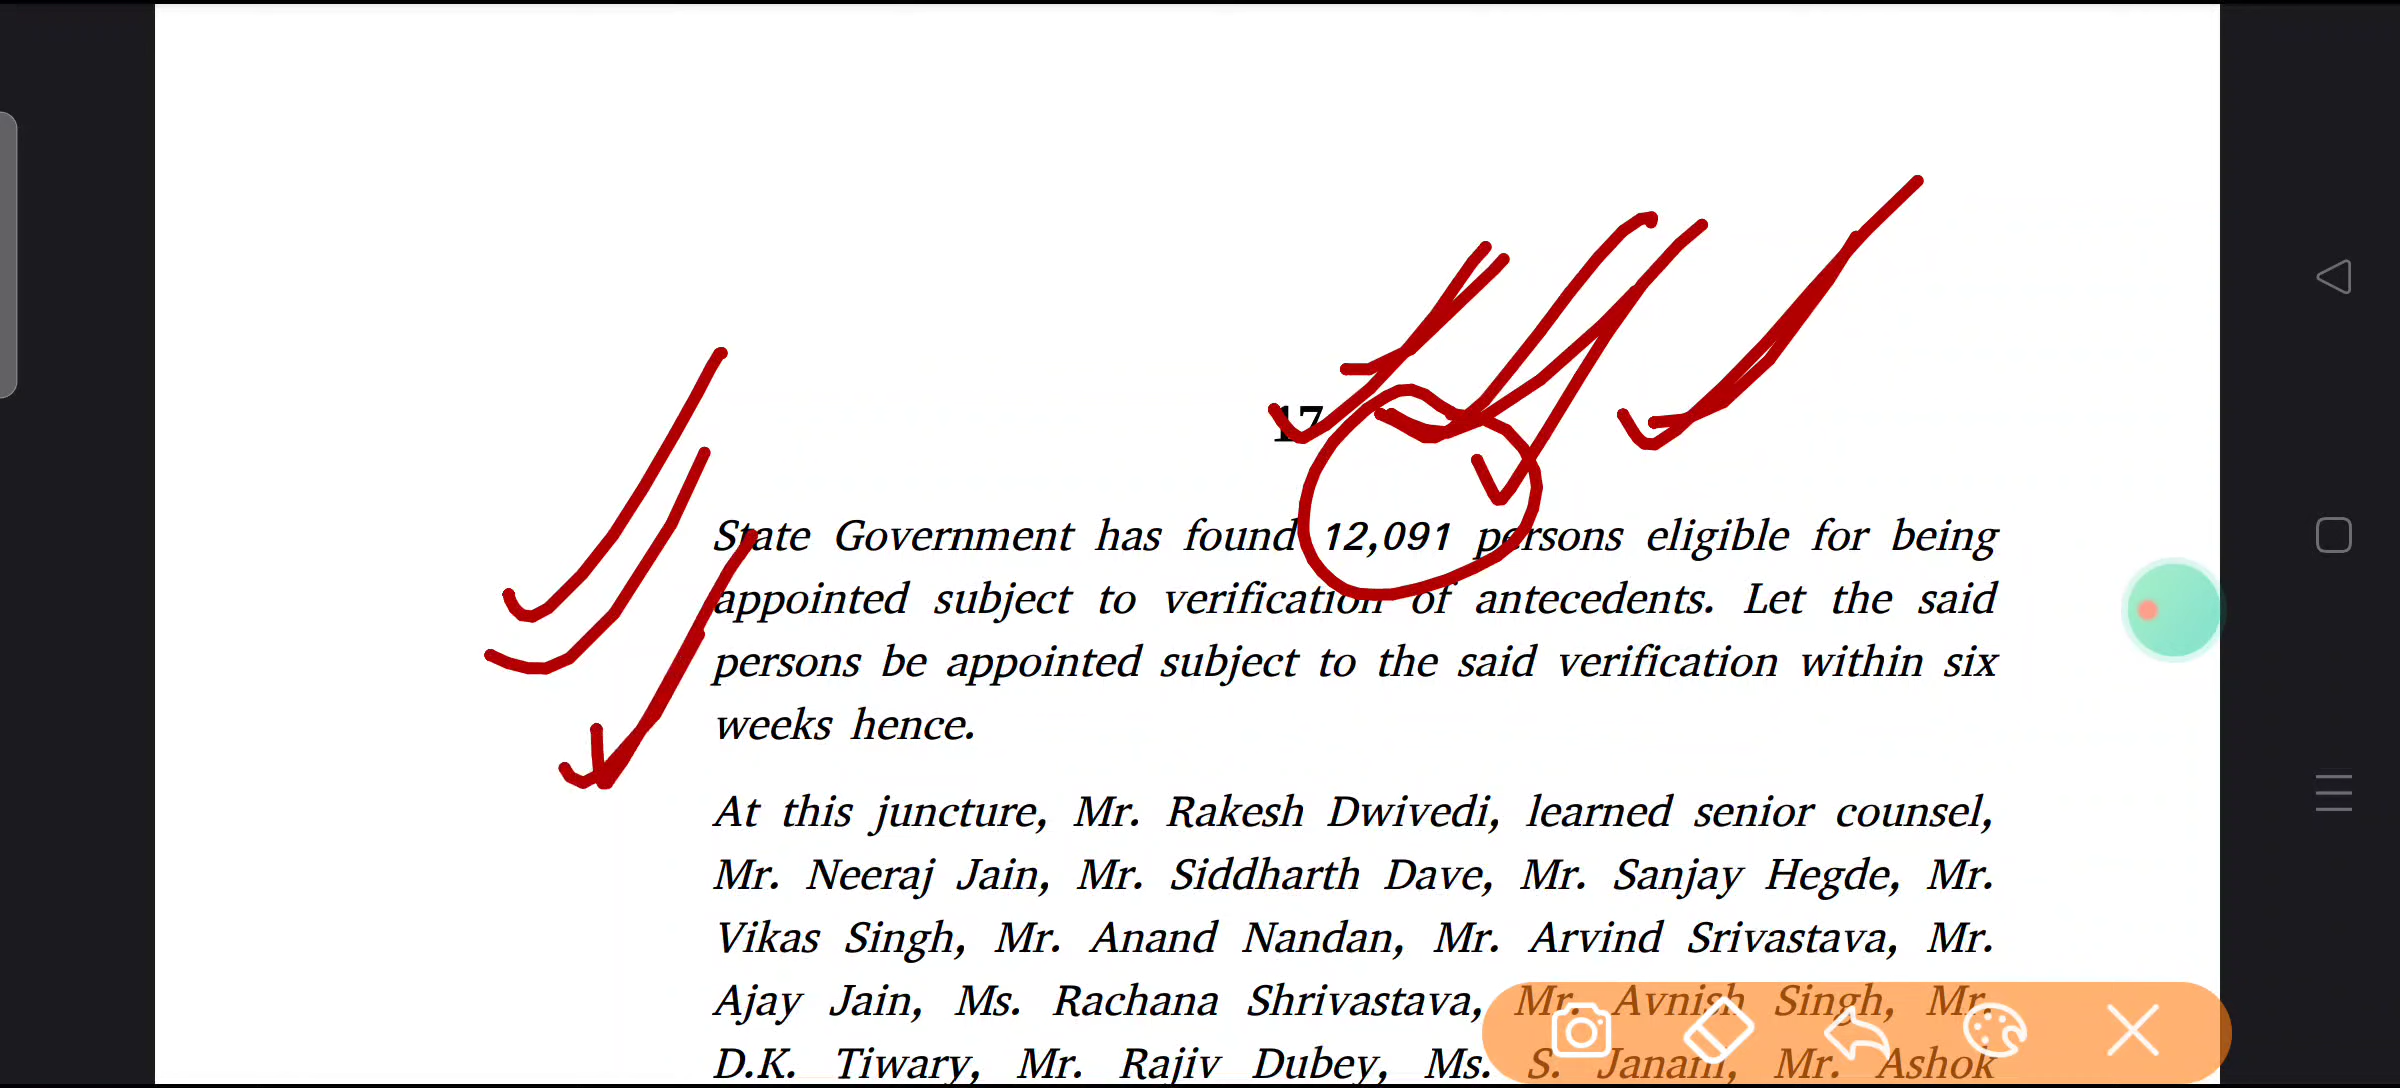 17
State Government has found 12,091 persons eligible for being
appointed subject to verification of antecedents. Let the said
persons be appointed subject to the said verification within six
weeks hence.
At this juncture, Mr. Rakesh Dwivedi, learned senior counsel,
Mr. Neeraj Jain, Mr. Siddharth Dave, Mr. Sanjay Hegde, Mr.
Vikas Singh, Mr. Anand Nandan, Mr. Arvind Srivastava, Mr.
Ajay Jain, Ms. Rachana Shrivastava, Mr. Avnish Singh, Mr.
D.K. Tiwary, Mr. Rajiv Dubey, Ms. S. Janani, Mr. Ashok